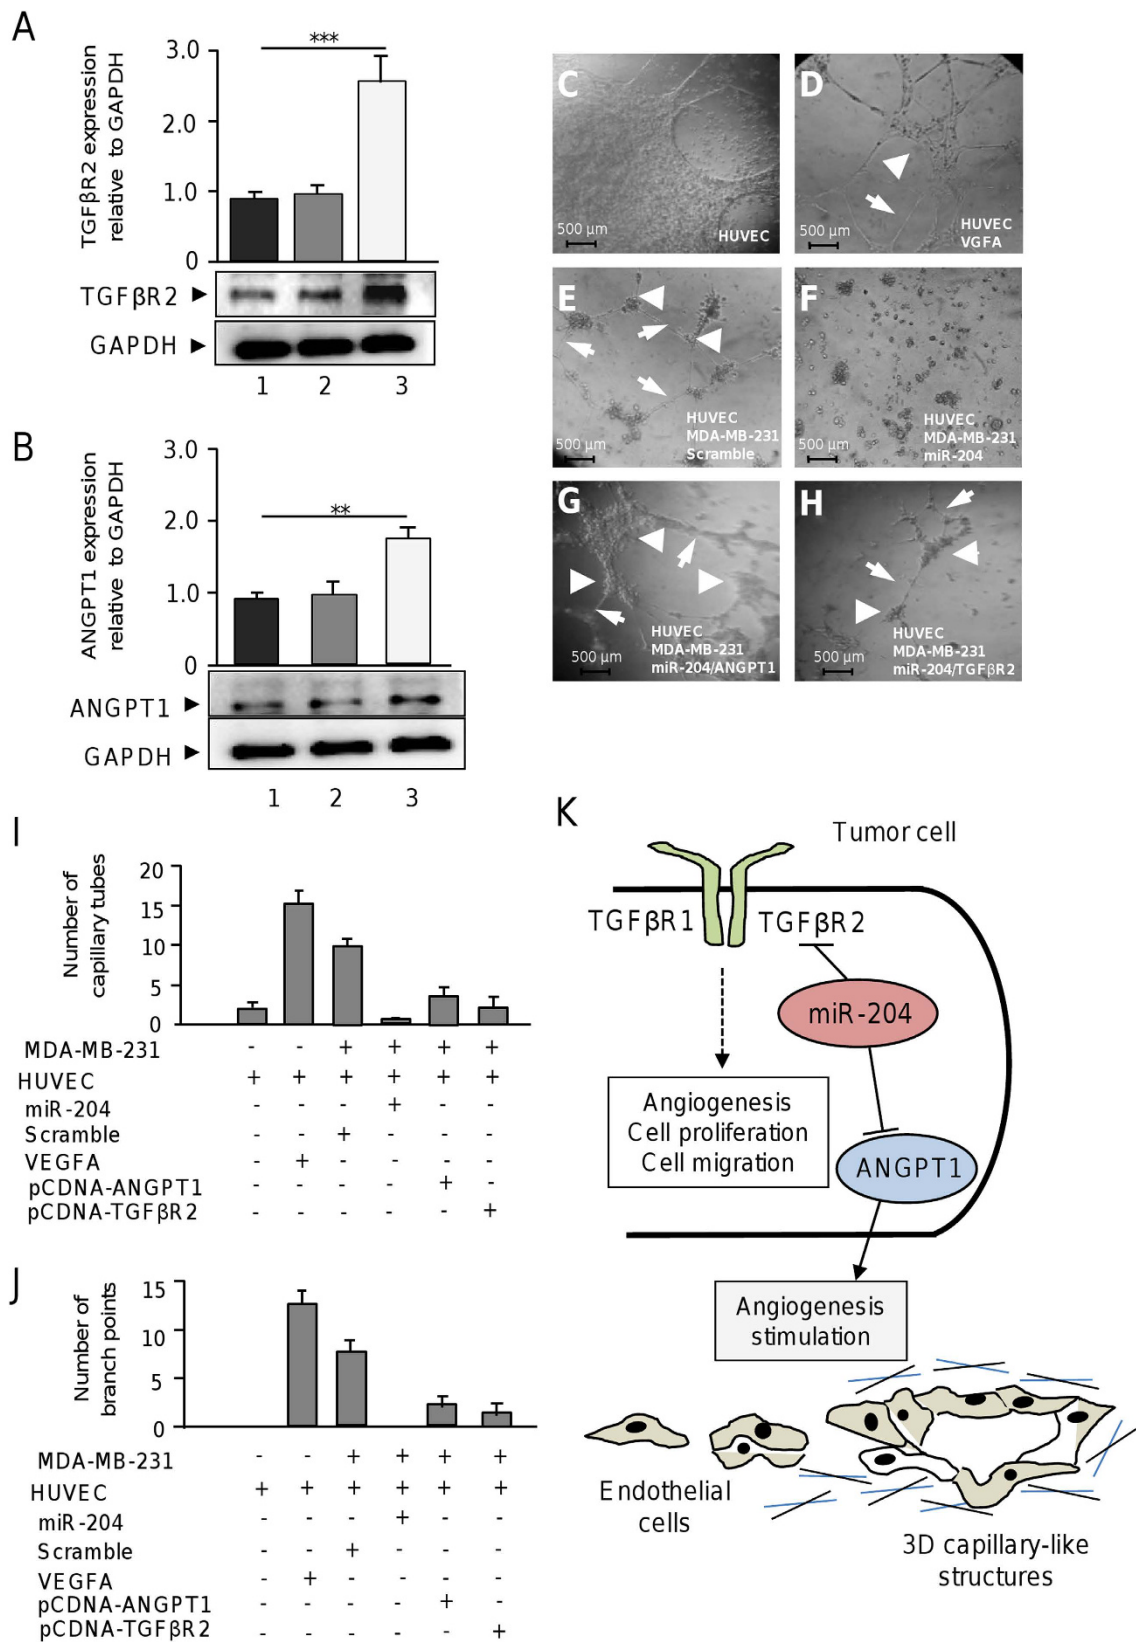 A
TGFβR2 expression
relative to GAPDH
3.0
2.0
1.0
0
***
TGFβR2
GAPDH
1 2 3
B
ANGPT1 expression
relative to GAPDH
3.0
2.0
1.0
0
**
ANGPT1
GAPDH
1 2 3
C
500 µm
HUVEC
D
500 µm
HUVEC
VGFA
E
500 µm
HUVEC
MDA-MB-231
Scramble
F
500 µm
HUVEC
MDA-MB-231
miR-204
G
500 µm
HUVEC
MDA-MB-231
miR-204/ANGPT1
H
500 µm
HUVEC
MDA-MB-231
miR-204/TGFβR2
I
Number of
capillary tubes
20
15
10
5
0
MDA-MB-231 - - + + + +
HUVEC + + + + + +
miR-204 - - - + - -
Scramble - - + - - -
VEGFA - + - - - -
pCDNA-ANGPT1 - - - - + -
pCDNA-TGFβR2 - - - - - +
J
Number of
branch points
15
10
5
0
MDA-MB-231 - - + + + +
HUVEC + + + + + +
miR-204 - - - + - -
Scramble - - + - - -
VEGFA - + - - - -
pCDNA-ANGPT1 - - - - + -
pCDNA-TGFβR2 - - - - - +
K
Tumor cell
TGFβR1
TGFβR2
miR-204
Angiogenesis
Cell proliferation
Cell migration
ANGPT1
Angiogenesis
stimulation
Endothelial
cells
3D capillary-like
structures